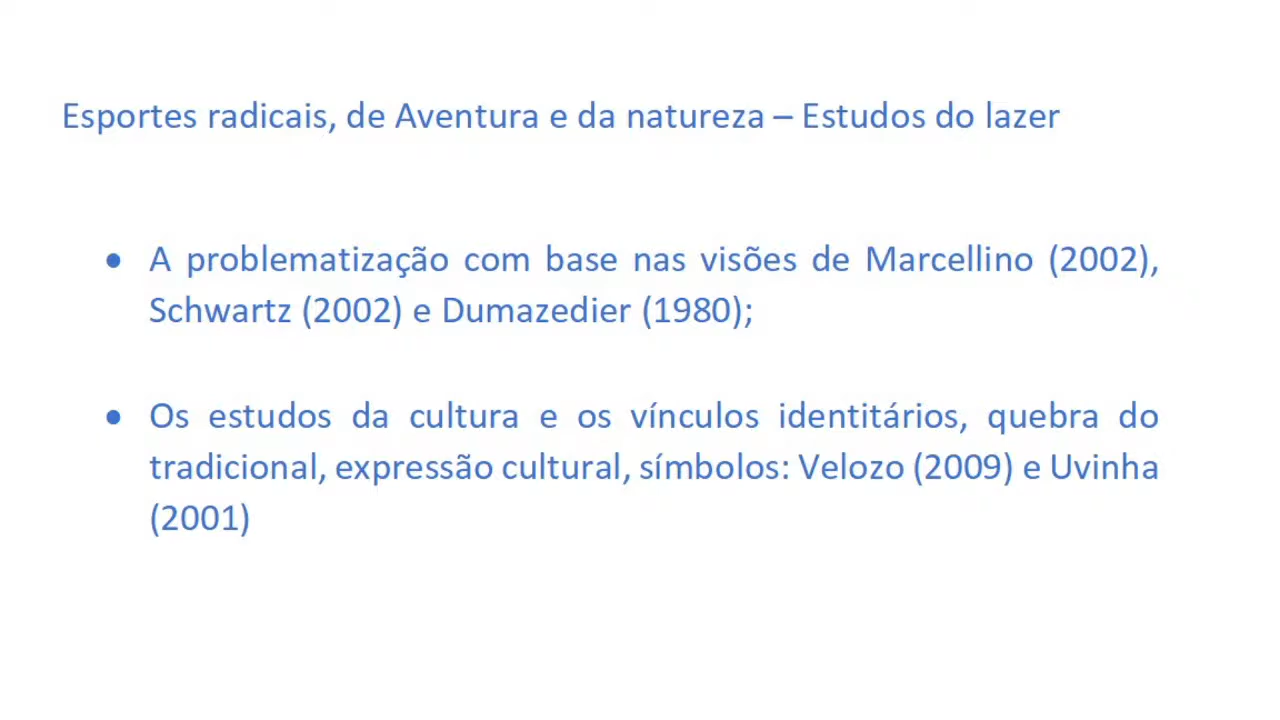 Esportes radicais, de Aventura e da natureza – Estudos do lazer
● A problematização com base nas visões de Marcellino (2002),
Schwartz (2002) e Dumazedier (1980);
● Os estudos da cultura e os vínculos identitários, quebra do
tradicional, expressão cultural, símbolos: Velozo (2009) e Uvinha
(2001)